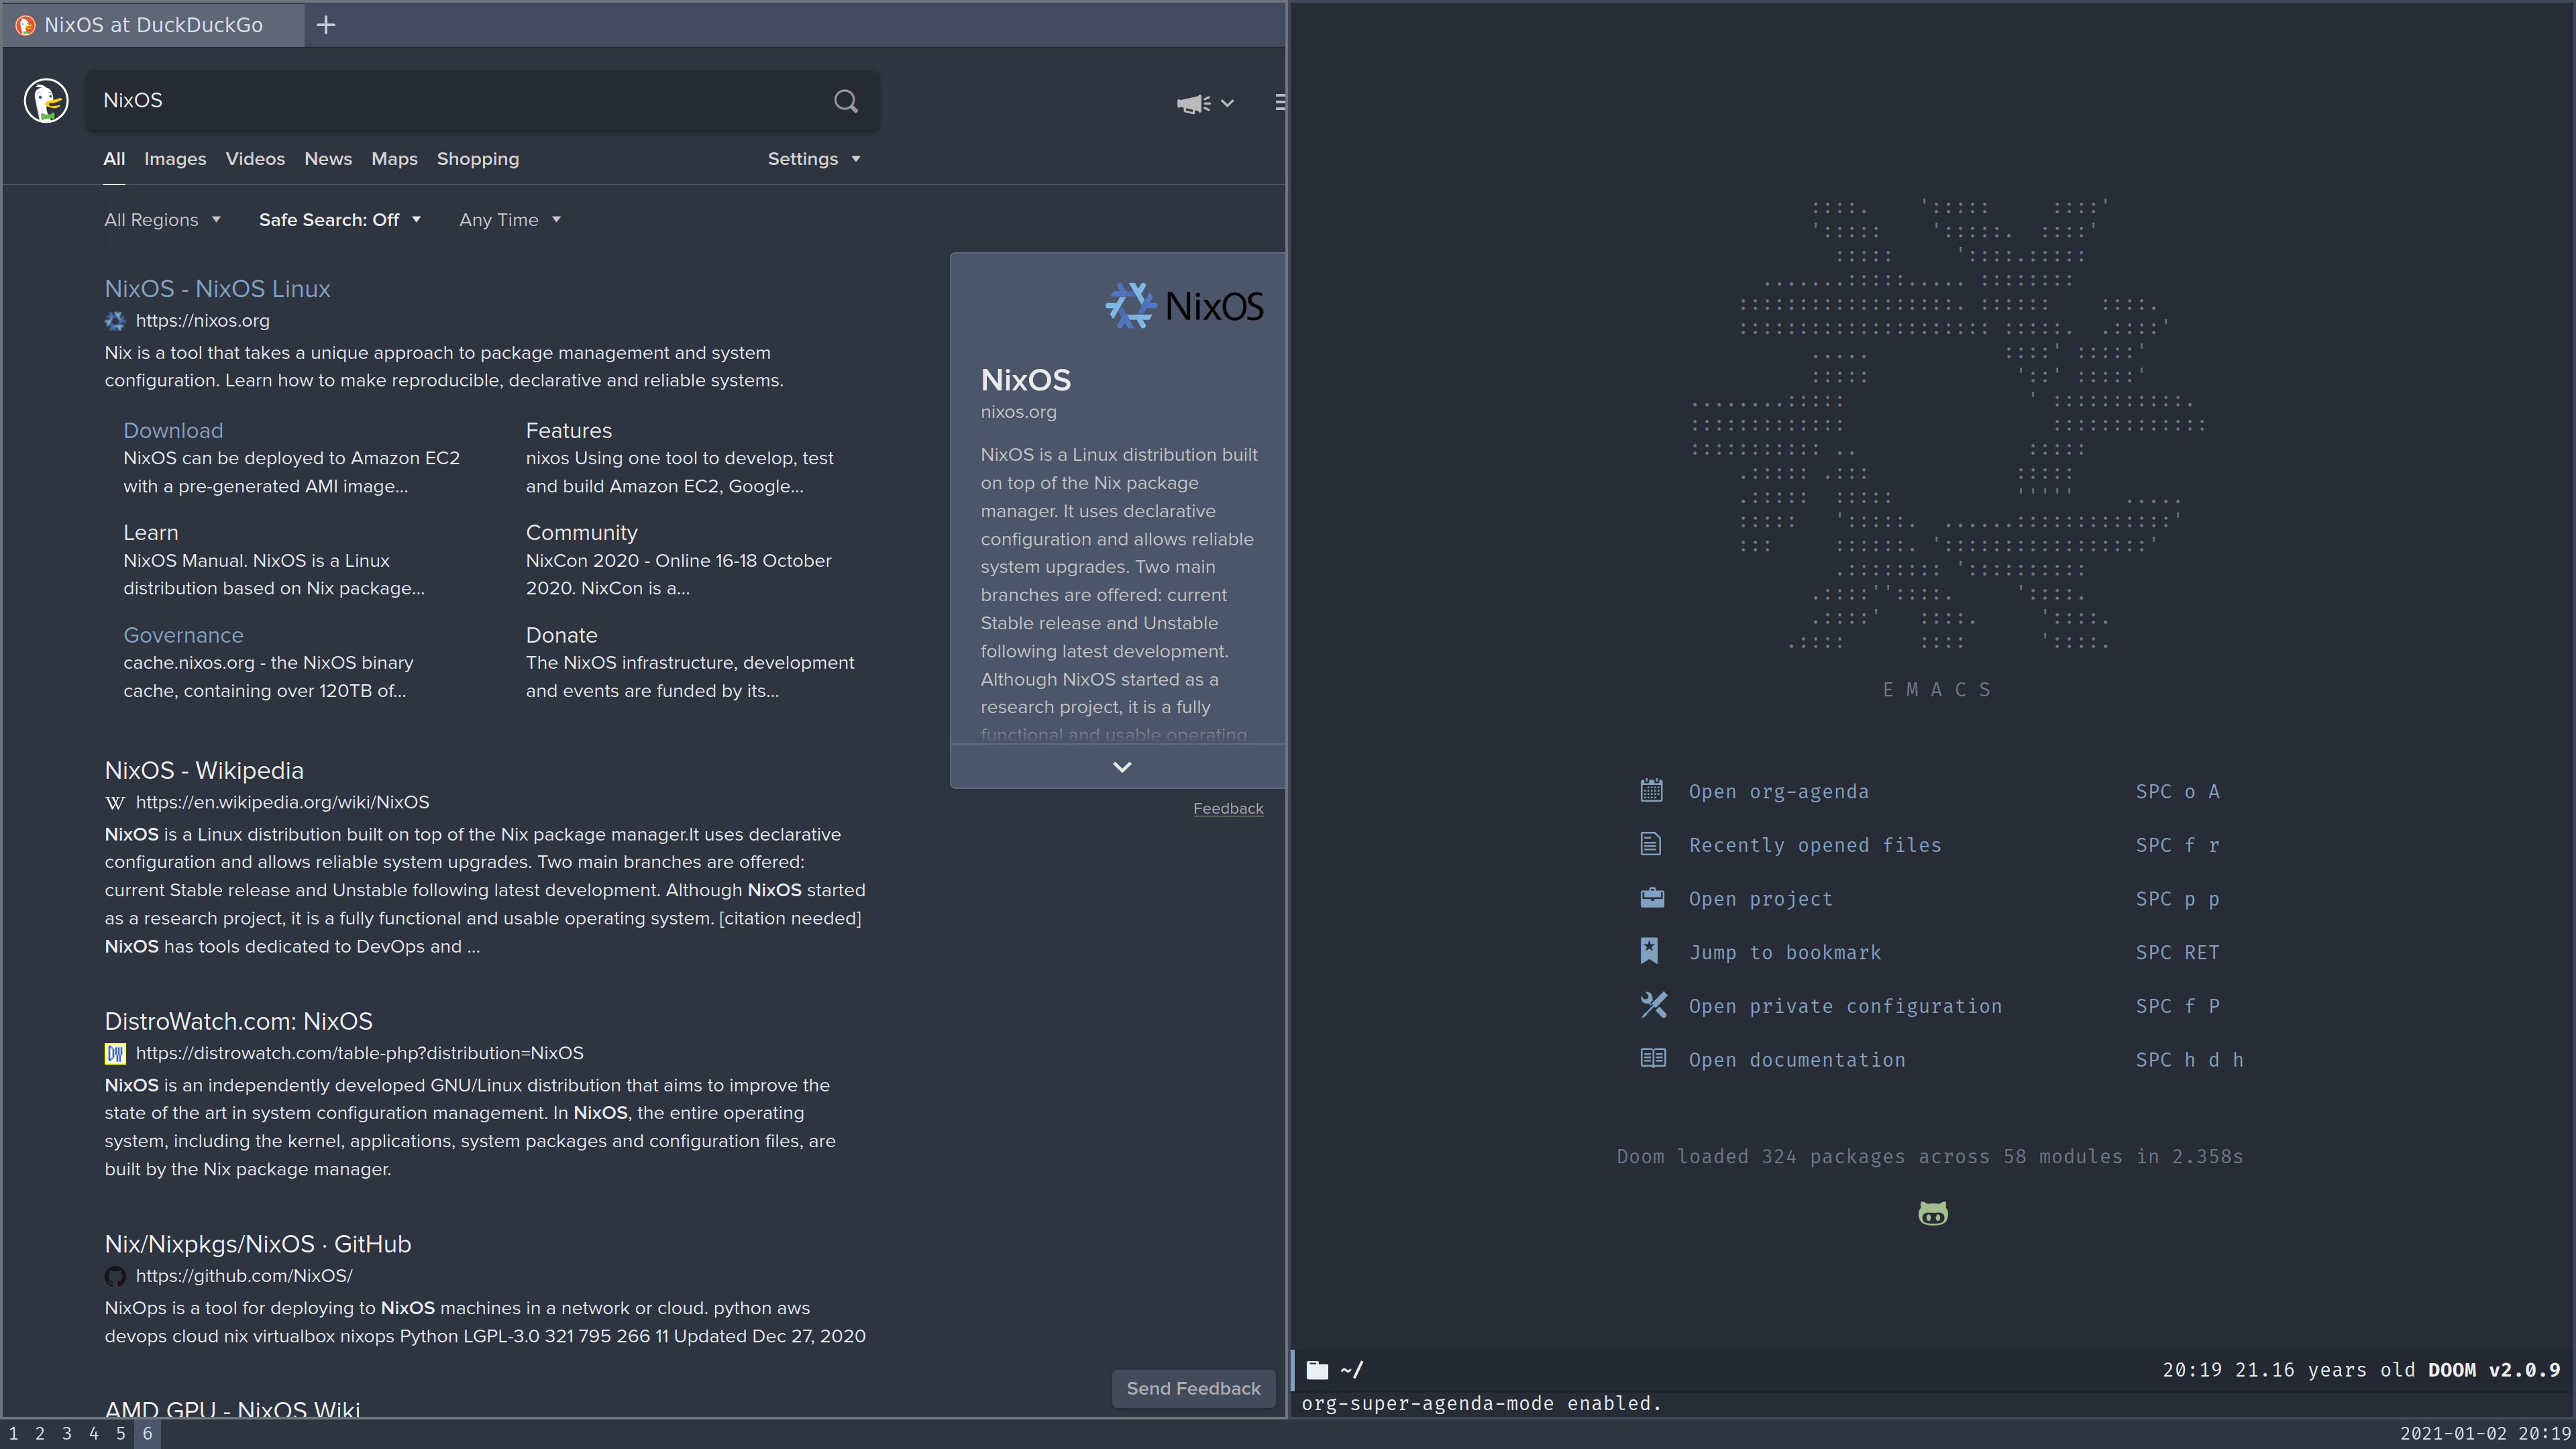 NixOS at DuckDuckGo
NixOS
All Images Videos News Maps Shopping Settings
All Regions Safe Search: Off Any Time
NixOS - NixOS Linux
https://nixos.org
Nix is a tool that takes a unique approach to package management and system
configuration. Learn how to make reproducible, declarative and reliable systems.
Download
NixOS can be deployed to Amazon EC2
with a pre-generated AMI image...
Features
nixos Using one tool to develop, test
and build Amazon EC2, Google...
Learn
NixOS Manual. NixOS is a Linux
distribution based on Nix package...
Community
NixCon 2020 - Online 16-18 October
2020. NixCon is a...
Governance
cache.nixos.org - the NixOS binary
cache, containing over 120TB of...
Donate
The NixOS infrastructure, development
and events are funded by its...
NixOS - Wikipedia
https://en.wikipedia.org/wiki/NixOS
NixOS is a Linux distribution built on top of the Nix package manager.It uses declarative
configuration and allows reliable system upgrades. Two main branches are offered:
current Stable release and Unstable following latest development. Although NixOS started
as a research project, it is a fully functional and usable operating system. [citation needed]
NixOS has tools dedicated to DevOps and ...
DistroWatch.com: NixOS
https://distrowatch.com/table-php?distribution=NixOS
NixOS is an independently developed GNU/Linux distribution that aims to improve the
state of the art in system configuration management. In NixOS, the entire operating
system, including the kernel, applications, system packages and configuration files, are
built by the Nix package manager.
Nix/Nixpkgs/NixOS · GitHub
https://github.com/NixOS/
NixOps is a tool for deploying to NixOS machines in a network or cloud. python aws
devops cloud nix virtualbox nixops Python LGPL-3.0 321 795 266 11 Updated Dec 27, 2020
AMD GPU - NixOS Wiki
NixOS
NixOS
nixos.org
NixOS is a Linux distribution built
on top of the Nix package
manager. It uses declarative
configuration and allows reliable
system upgrades. Two main
branches are offered: current
Stable release and Unstable
following latest development.
Although NixOS started as a
research project, it is a fully
functional and usable operating
Feedback
Send Feedback
E M A C S
Open org-agenda SPC o A
Recently opened files SPC f r
Open project SPC p p
Jump to bookmark SPC RET
Open private configuration SPC f P
Open documentation SPC h d h
Doom loaded 324 packages across 58 modules in 2.358s
~/ 20:19 21.16 years old DOOM v2.0.9
org-super-agenda-mode enabled.
1 2 3 4 5 6 2021-01-02 20:19